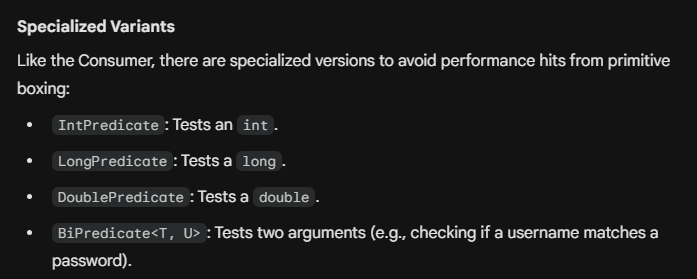 Specialized Variants
Like the Consumer, there are specialized versions to avoid performance hits from primitive
boxing:
• IntPredicate: Tests an int.
• LongPredicate: Tests a long.
• DoublePredicate: Tests a double.
• BiPredicate<T, U>: Tests two arguments (e.g., checking if a username matches a
password).